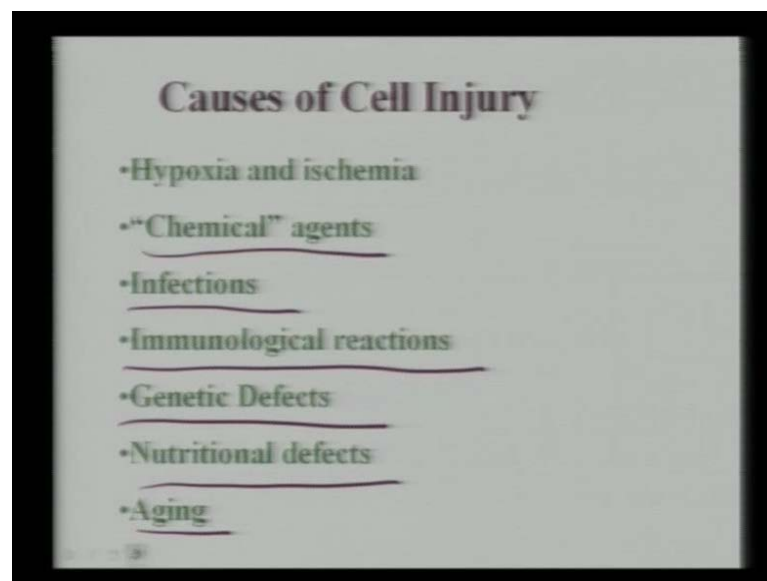 Causes of Cell Injury
•Hypoxia and ischemia
•“Chemical” agents
•Infections
•Immunological reactions
•Genetic Defects
•Nutritional defects
•Aging